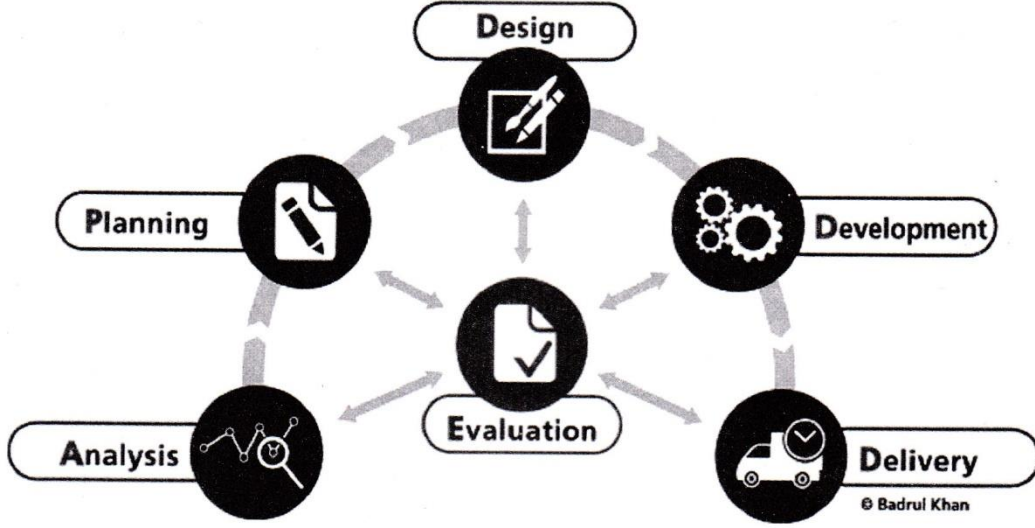 Design
Planning
Development
Evaluation
Analysis
Delivery
© Badrul Khan